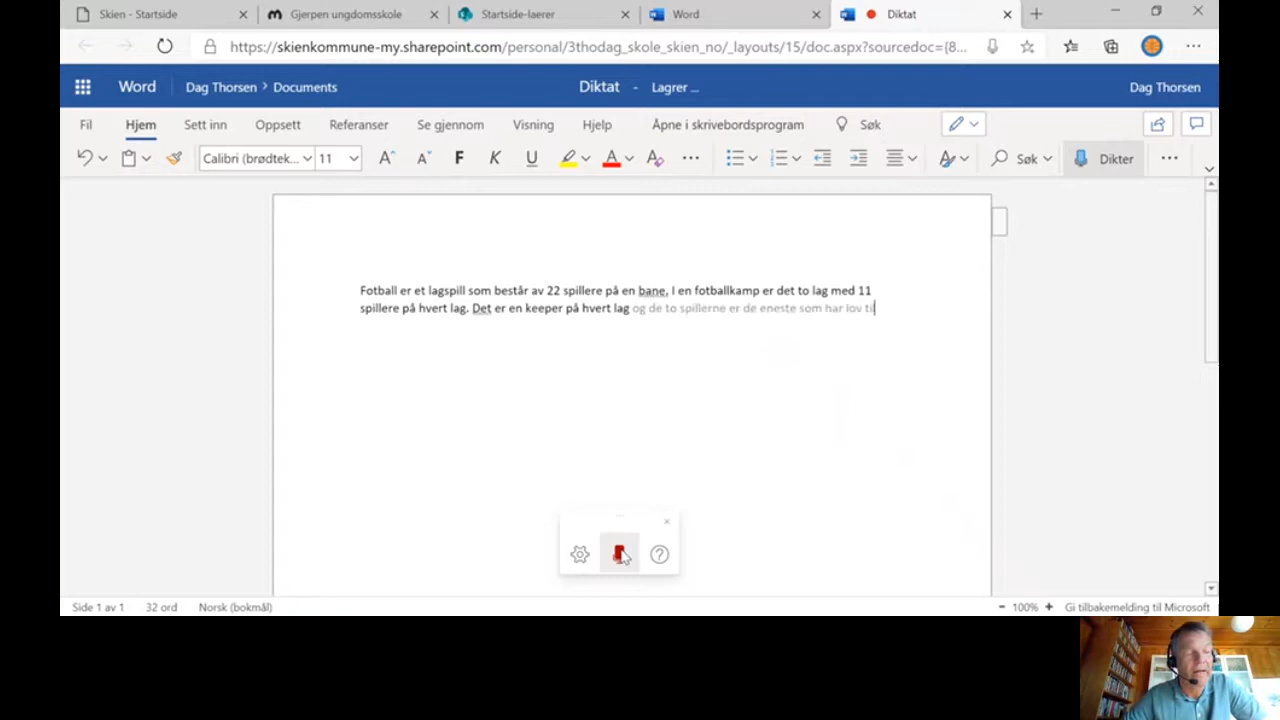 Skien - Startside
Gjerpen ungdomsskole
Startside-laerer
Word
Diktat
https://skienkommune-my.sharepoint.com/personal/3thodag_skole_skien_no/_layouts/15/doc.aspx?sourcedoc={8...
Word
Dag Thorsen > Documents
Diktat - Lagrer ...
Dag Thorsen
Fil
Hjem
Sett inn
Oppsett
Referanser
Se gjennom
Visning
Hjelp
Åpne i skrivebordsprogram
Søk
Calibri (brødtek...
11
A
A
F
K
U
A
A
Søk
Dikter
Fotball er et lagspill som består av 22 spillere på en bane. I en fotballkamp er det to lag med 11
spillere på hvert lag. Det er en keeper på hvert lag og de to spillerne er de eneste som har lov til
Side 1 av 1
32 ord
Norsk (bokmål)
- 100% +
Gi tilbakemelding til Microsoft